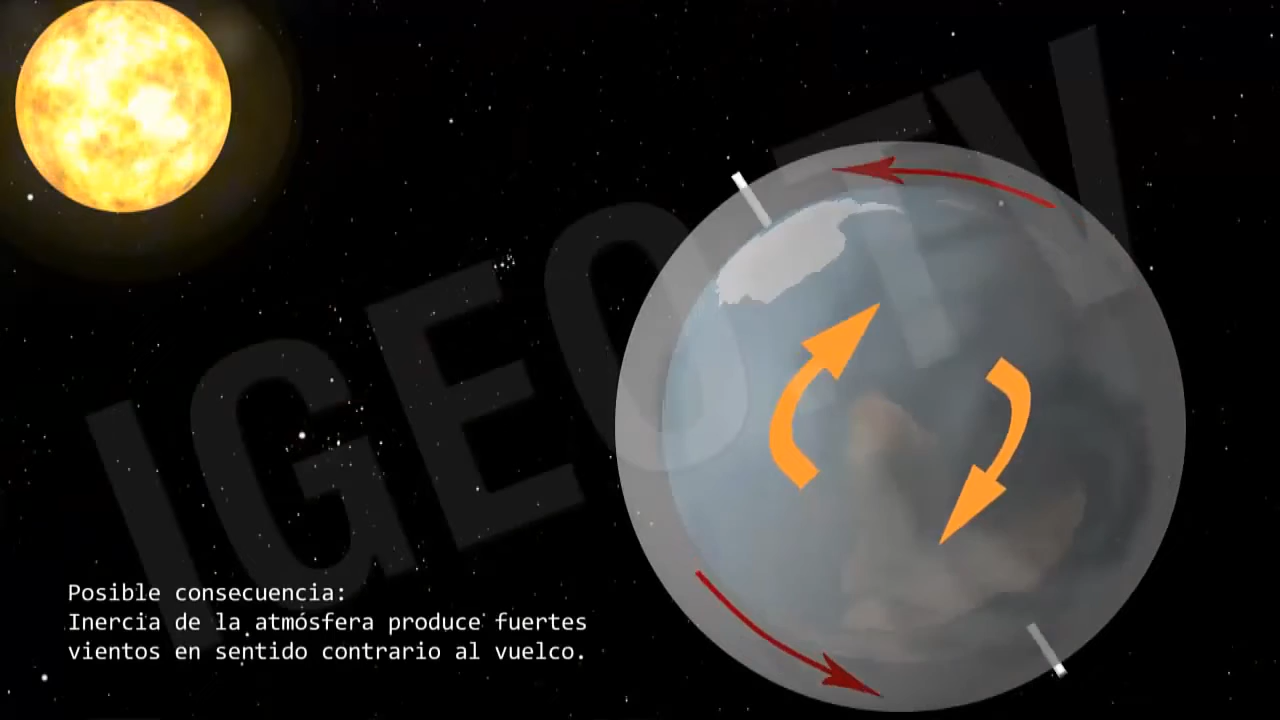 IGEO TV
Posible consecuencia:
Inercia de la atmósfera produce fuertes
vientos en sentido contrario al vuelco.